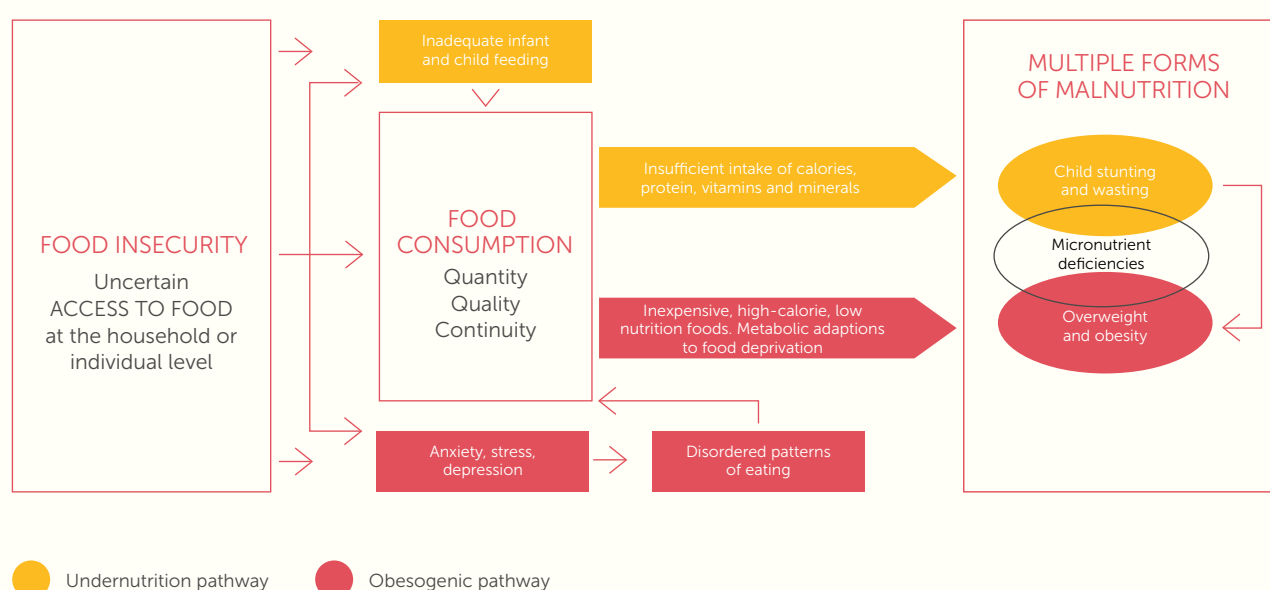 Inadequate infant
and child feeding
FOOD INSECURITY
Uncertain
ACCESS TO FOOD
at the household or
individual level
FOOD
CONSUMPTION
Quantity
Quality
Continuity
Insufficient intake of calories,
protein, vitamins and minerals
Inexpensive, high-calorie, low
nutrition foods. Metabolic adaptions
to food deprivation
Anxiety, stress,
depression
Disordered patterns
of eating
MULTIPLE FORMS
OF MALNUTRITION
Child stunting
and wasting
Micronutrient
deficiencies
Overweight
and obesity
Undernutrition pathway
Obesogenic pathway